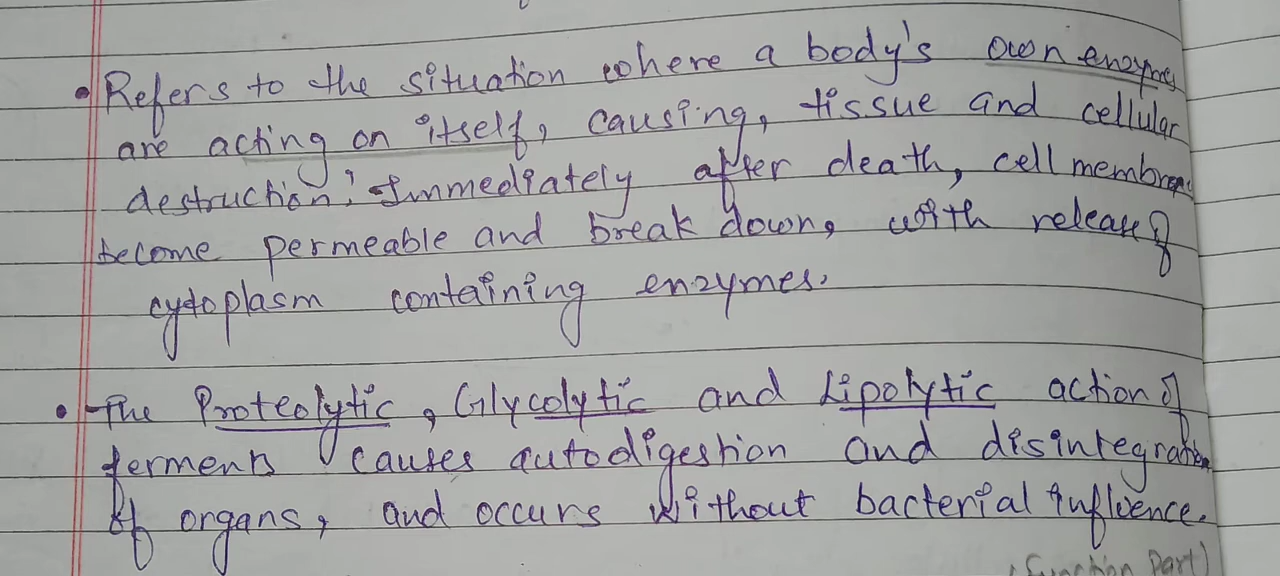 • Refers to the situation where a body's own enzymes
are acting on itself, causing, tissue and cellular
destruction. Immediately after death, cell membrane
become permeable and break down, with release of
cytoplasm containing enzymes.
• The Proteolytic, Glycolytic and Lipolytic action of
ferments causes autodigestion and disintegration
of organs, and occurs without bacterial influence.
(function part)